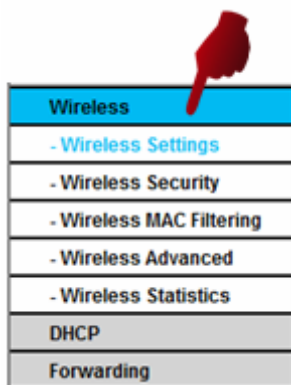 Wireless
- Wireless Settings
- Wireless Security
- Wireless MAC Filtering
- Wireless Advanced
- Wireless Statistics
DHCP
Forwarding